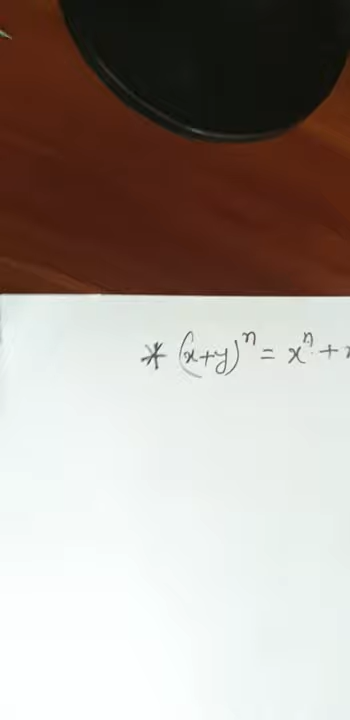 * (x+y)^n = x^n +